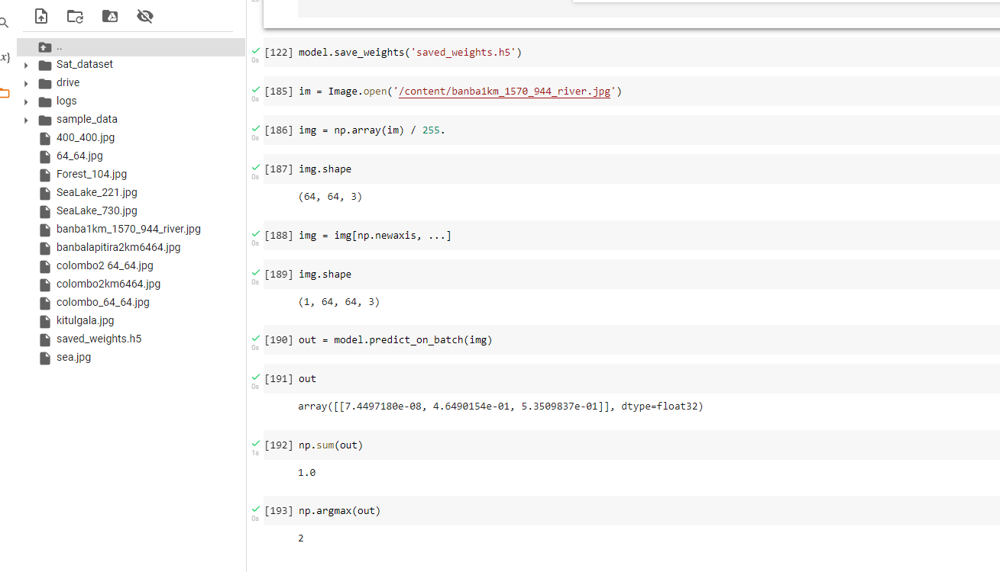 ..
Sat_dataset
drive
logs
sample_data
400_400.jpg
64_64.jpg
Forest_104.jpg
SeaLake_221.jpg
SeaLake_730.jpg
banba1km_1570_944_river.jpg
banbalapitira2km6464.jpg
colombo2 64_64.jpg
colombo2km6464.jpg
colombo_64_64.jpg
kitulgala.jpg
saved_weights.h5
sea.jpg
x}
[122] model.save_weights('saved_weights.h5')
0s
[185] im = Image.open('/content/banba1km_1570_944_river.jpg')
0s
[186] img = np.array(im) / 255.
0s
[187] img.shape
0s
(64, 64, 3)
[188] img = img[np.newaxis, ...]
0s
[189] img.shape
0s
(1, 64, 64, 3)
[190] out = model.predict_on_batch(img)
0s
[191] out
0s
array([[7.4497180e-08, 4.6490154e-01, 5.3509837e-01]], dtype=float32)
[192] np.sum(out)
1s
1.0
[193] np.argmax(out)
0s
2